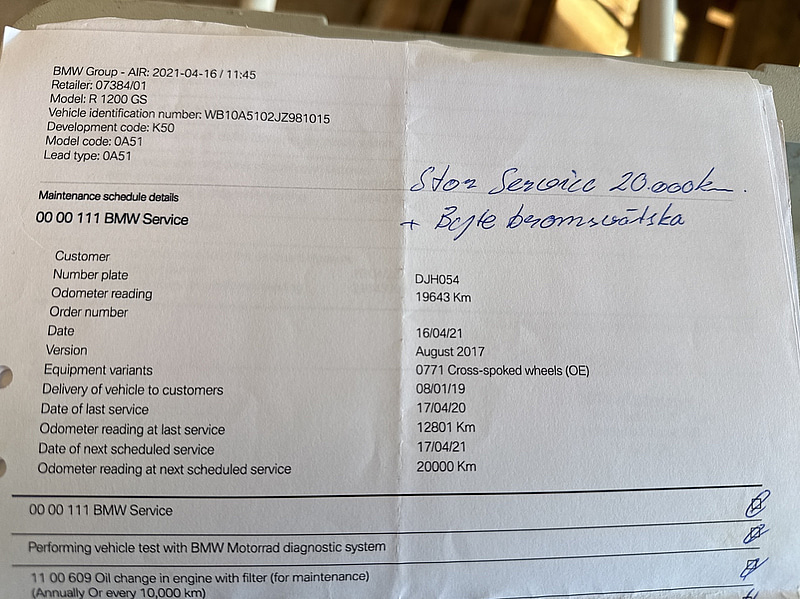 BMW Group - AIR: 2021-04-16 / 11:45
Retailer: 07384/01
Model: R 1200 GS
Vehicle identification number: WB10A5102JZ981015
Development code: K50
Model code: 0A51
Lead type: 0A51
Stor Service 20.000km.
+ Byte bromsvätska
Maintenance schedule details
00 00 111 BMW Service
Customer
Number plate DJH054
Odometer reading 19643 Km
Order number
Date 16/04/21
Version August 2017
Equipment variants 0771 Cross-spoked wheels (OE)
Delivery of vehicle to customers 08/01/19
Date of last service 17/04/20
Odometer reading at last service 12801 Km
Date of next scheduled service 17/04/21
Odometer reading at next scheduled service 20000 Km
00 00 111 BMW Service
Performing vehicle test with BMW Motorrad diagnostic system
11 00 609 Oil change in engine with filter (for maintenance)
(Annually Or every 10,000 km)